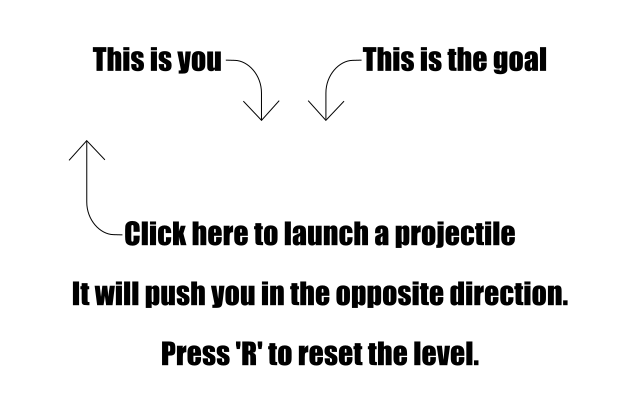 This is you
This is the goal
Click here to launch a projectile
It will push you in the opposite direction.
Press 'R' to reset the level.